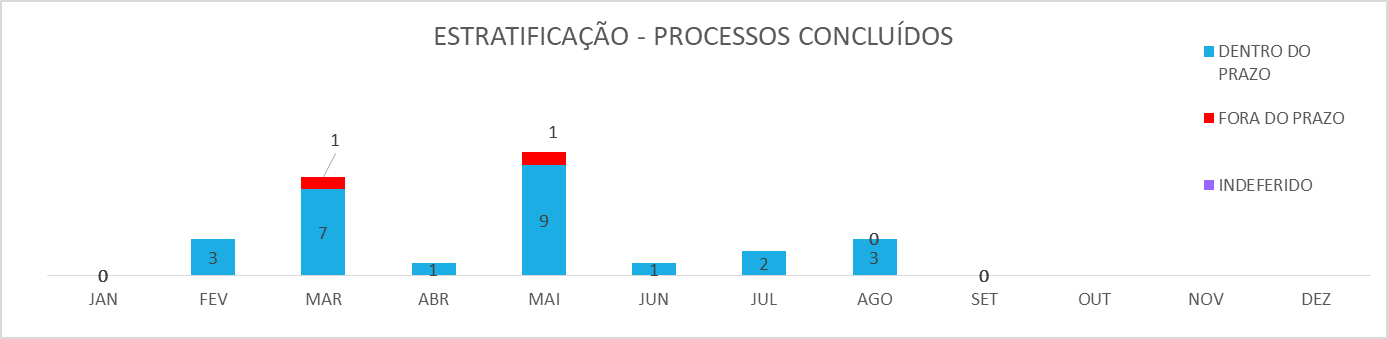 ESTRATIFICAÇÃO - PROCESSOS CONCLUÍDOS
DENTRO DO
PRAZO
FORA DO PRAZO
INDEFERIDO
1
1
7
9
3
1
1
2
0
3
0
0
JAN FEV MAR ABR MAI JUN JUL AGO SET OUT NOV DEZ